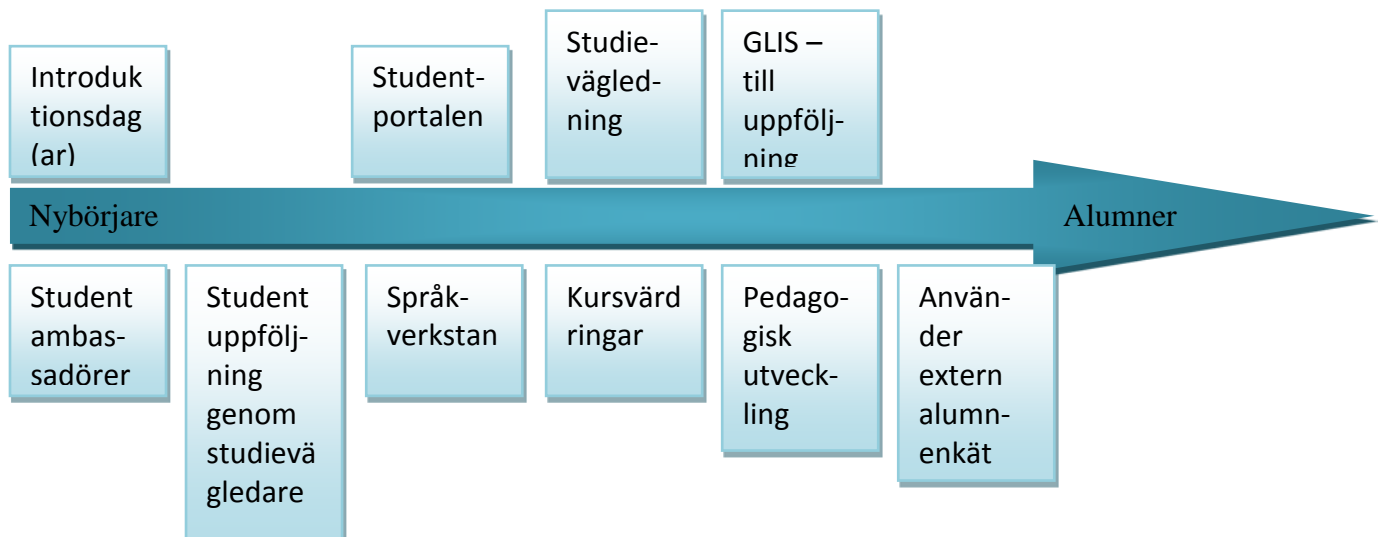 Introduk
tionsdag
(ar)
Student-
portalen
Studie-
vägled-
ning
GLIS –
till
uppfölj-
ning
Nybörjare
Alumner
Student
ambas-
sadörer
Student
uppfölj-
ning
genom
studievä
gledare
Språk-
verkstan
Kursvärd
ringar
Pedago-
gisk
utveck-
ling
Använ-
der
extern
alumn-
enkät